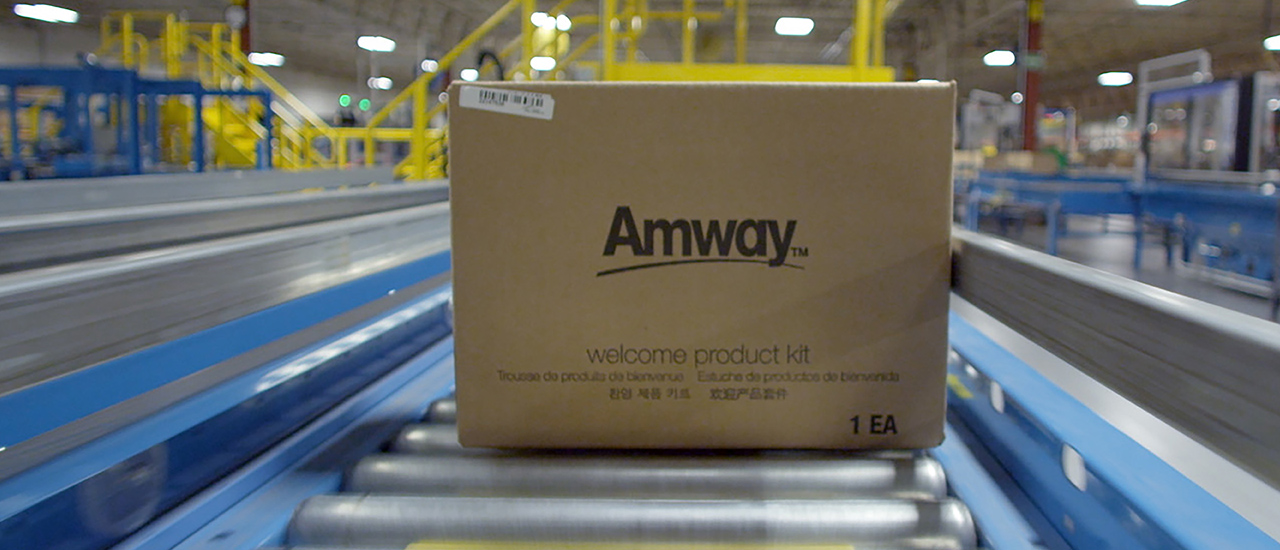 Amway™
welcome product kit
Trousse de produits de bienvenue Estuche de productos de bienvenida
환영 제품 키트 欢迎产品套件
1 EA